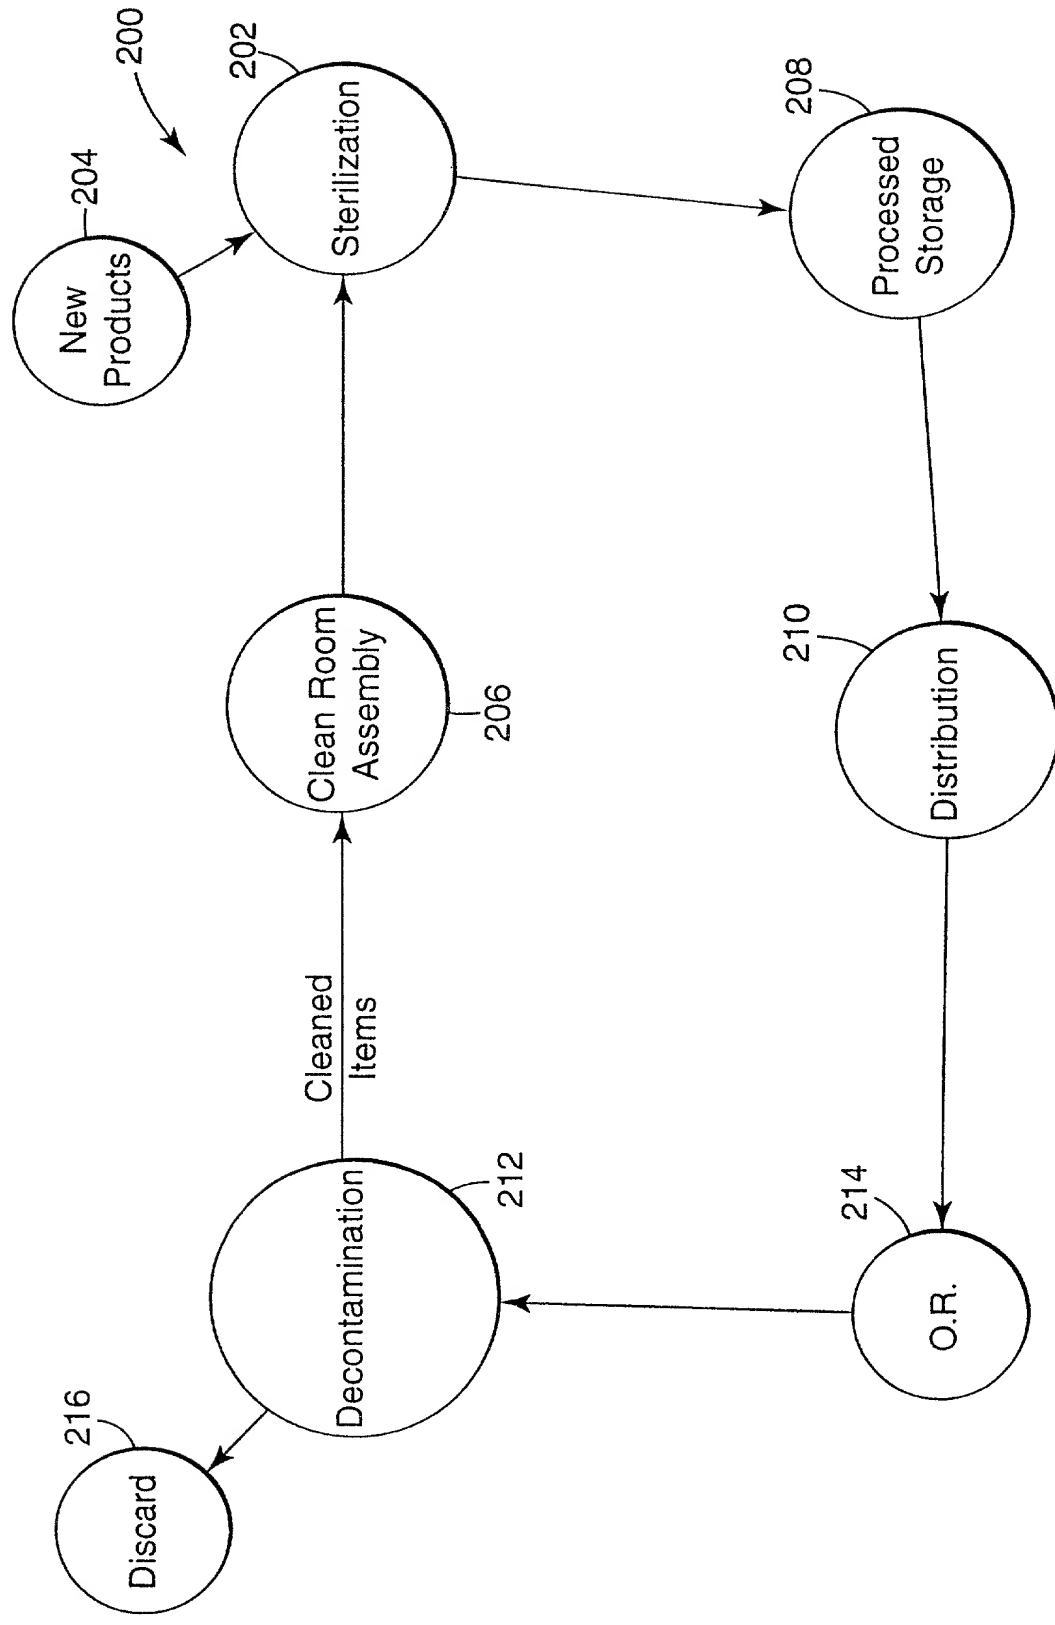 216
Discard
Decontamination
212
Cleaned
Items
Clean Room
Assembly
206
New
Products
204
200
202
Sterilization
214
O.R.
210
Distribution
208
Processed
Storage